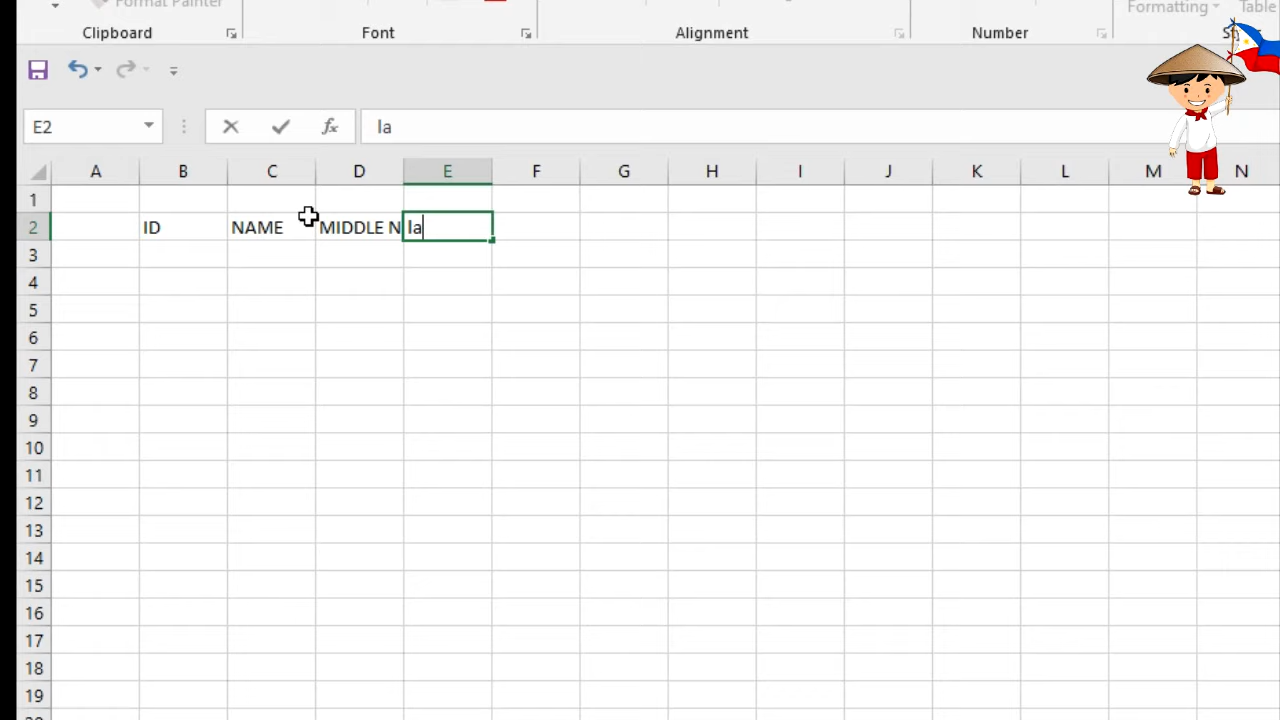 Format Painter
Formatting
Table
Clipboard Font Alignment Number
E2 fx la
A B C D E F G H I J K L M N
1
2 ID NAME MIDDLE N la
3
4
5
6
7
8
9
10
11
12
13
14
15
16
17
18
19